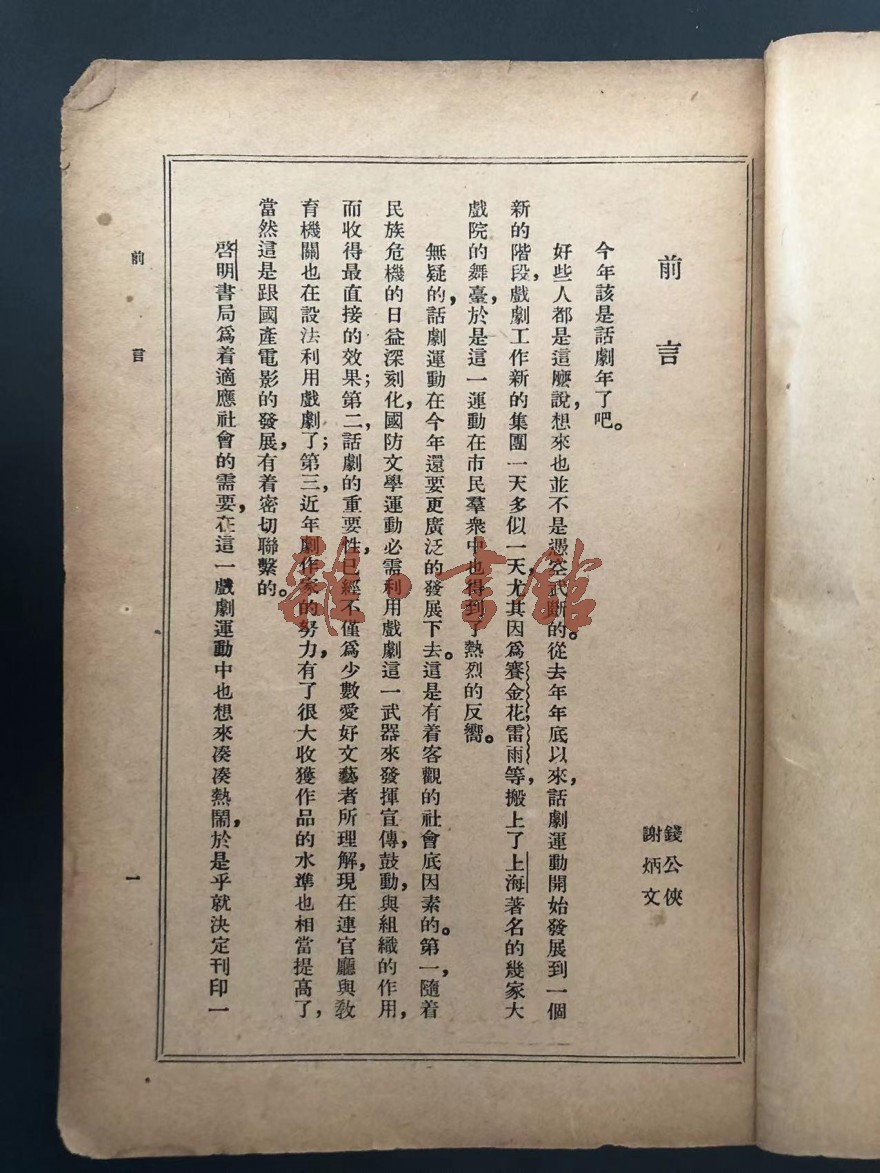 前言
錢公俠
謝炳文
今年該是話劇年了吧。
好些人都是這麼說，想來也並不是憑空武斷的。從去年年底以來，話劇運動開始發展到一個
新的階段，戲劇工作新的集團一天多似一天，尤其因爲賽金花，雷雨等，搬上了上海著名的幾家大
戲院的舞臺，於是這一運動在市民羣衆中也得到了熱烈的反嚮。
無疑的，話劇運動在今年還要更廣泛的發展下去。這是有着客觀的社會底因素的。第一，隨着
民族危機的日益深刻化，國防文學運動必需利用戲劇這一武器來發揮宣傳，鼓動，與組織的作用，
而收得最直接的效果；第二，話劇的重要性，已經不僅爲少數愛好文藝者所理解，現在連官廳與敎
育機關也在設法利用戲劇了；第三，近年劇作家的努力，有了很大收獲，作品的水準也相當提高了，
當然這是跟國產電影的發展，有着密切聯繫的。
啓明書局爲着適應社會的需要，在這一戲劇運動中也想來湊湊熱鬧，於是乎就決定刊印一
前言
一
雜·書館